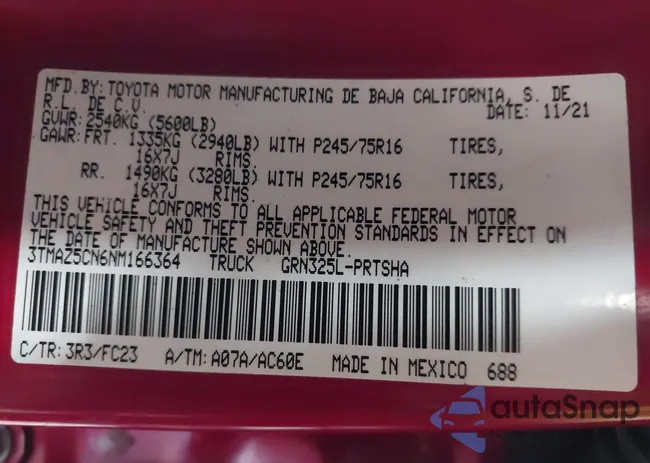 MFD.BY: TOYOTA MOTOR MANUFACTURING DE BAJA CALIFORNIA, S. DE
R.L. DE C.V. DATE: 11/21
GVWR: 2540KG (5600LB)
GAWR: FRT. 1335KG (2940LB) WITH P245/75R16 TIRES,
16X7J RIMS.
RR. 1490KG (3280LB) WITH P245/75R16 TIRES,
16X7J RIMS.
THIS VEHICLE CONFORMS TO ALL APPLICABLE FEDERAL MOTOR
VEHICLE SAFETY AND THEFT PREVENTION STANDARDS IN EFFECT ON
THE DATE OF MANUFACTURE SHOWN ABOVE.
3TMAZ5CN6NM166364 TRUCK GRN325L-PRTSHA
C/TR: 3R3/FC23 A/TM: A07A/AC60E MADE IN MEXICO 688
autoSnap